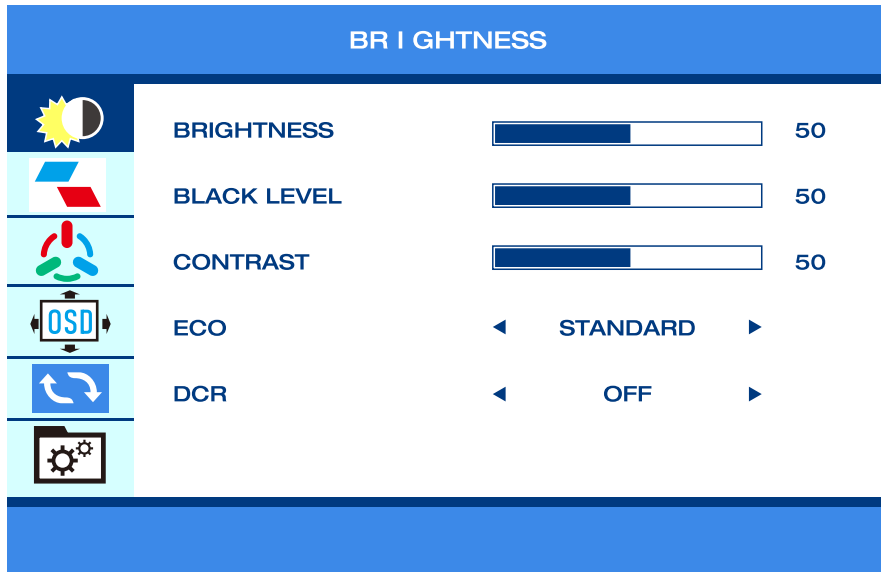 BR I GHTNESS
BRIGHTNESS 50
BLACK LEVEL 50
CONTRAST 50
OSD
ECO STANDARD
DCR OFF